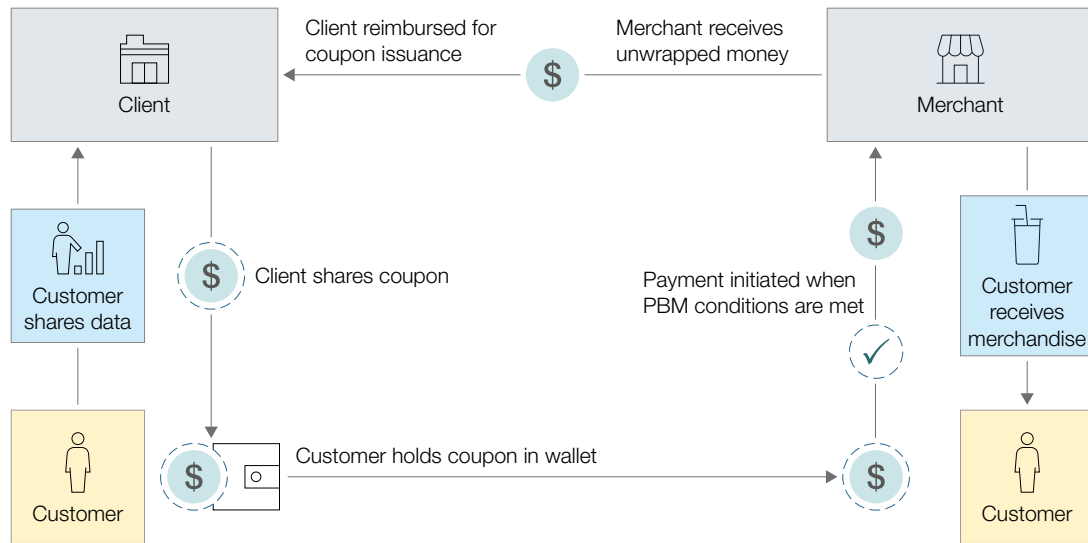 Client reimbursed for
coupon issuance
Merchant receives
unwrapped money
$
Client
Merchant
Customer
shares data
$
Client shares coupon
$
Payment initiated when
PBM conditions are met
Customer
receives
merchandise
$
Customer holds coupon in wallet
$
Customer
Customer